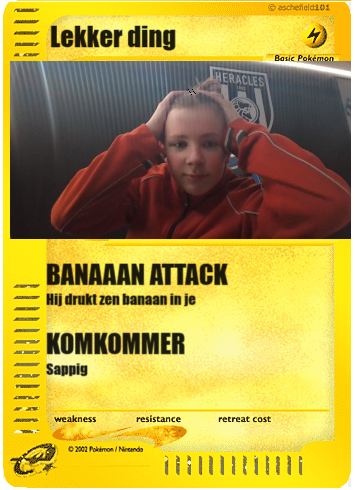 © aschefield101
Lekker ding
Basic Pokémon
HERACLES
BANAAAN ATTACK
Hij drukt zen banaan in je
KOMKOMMER
Sappig
weakness resistance retreat cost
© 2002 Pokémon / Nintendo